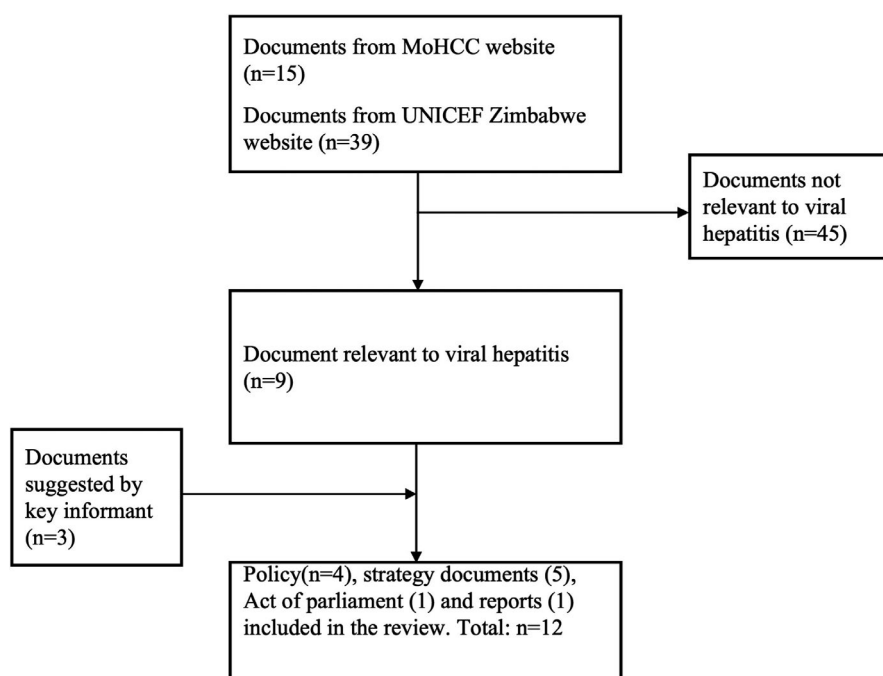 Documents from MoHCC website
(n=15)
Documents from UNICEF Zimbabwe
website (n=39)
Documents not
relevant to viral
hepatitis (n=45)
Document relevant to viral hepatitis
(n=9)
Documents
suggested by
key informant
(n=3)
Policy(n=4), strategy documents (5),
Act of parliament (1) and reports (1)
included in the review. Total: n=12